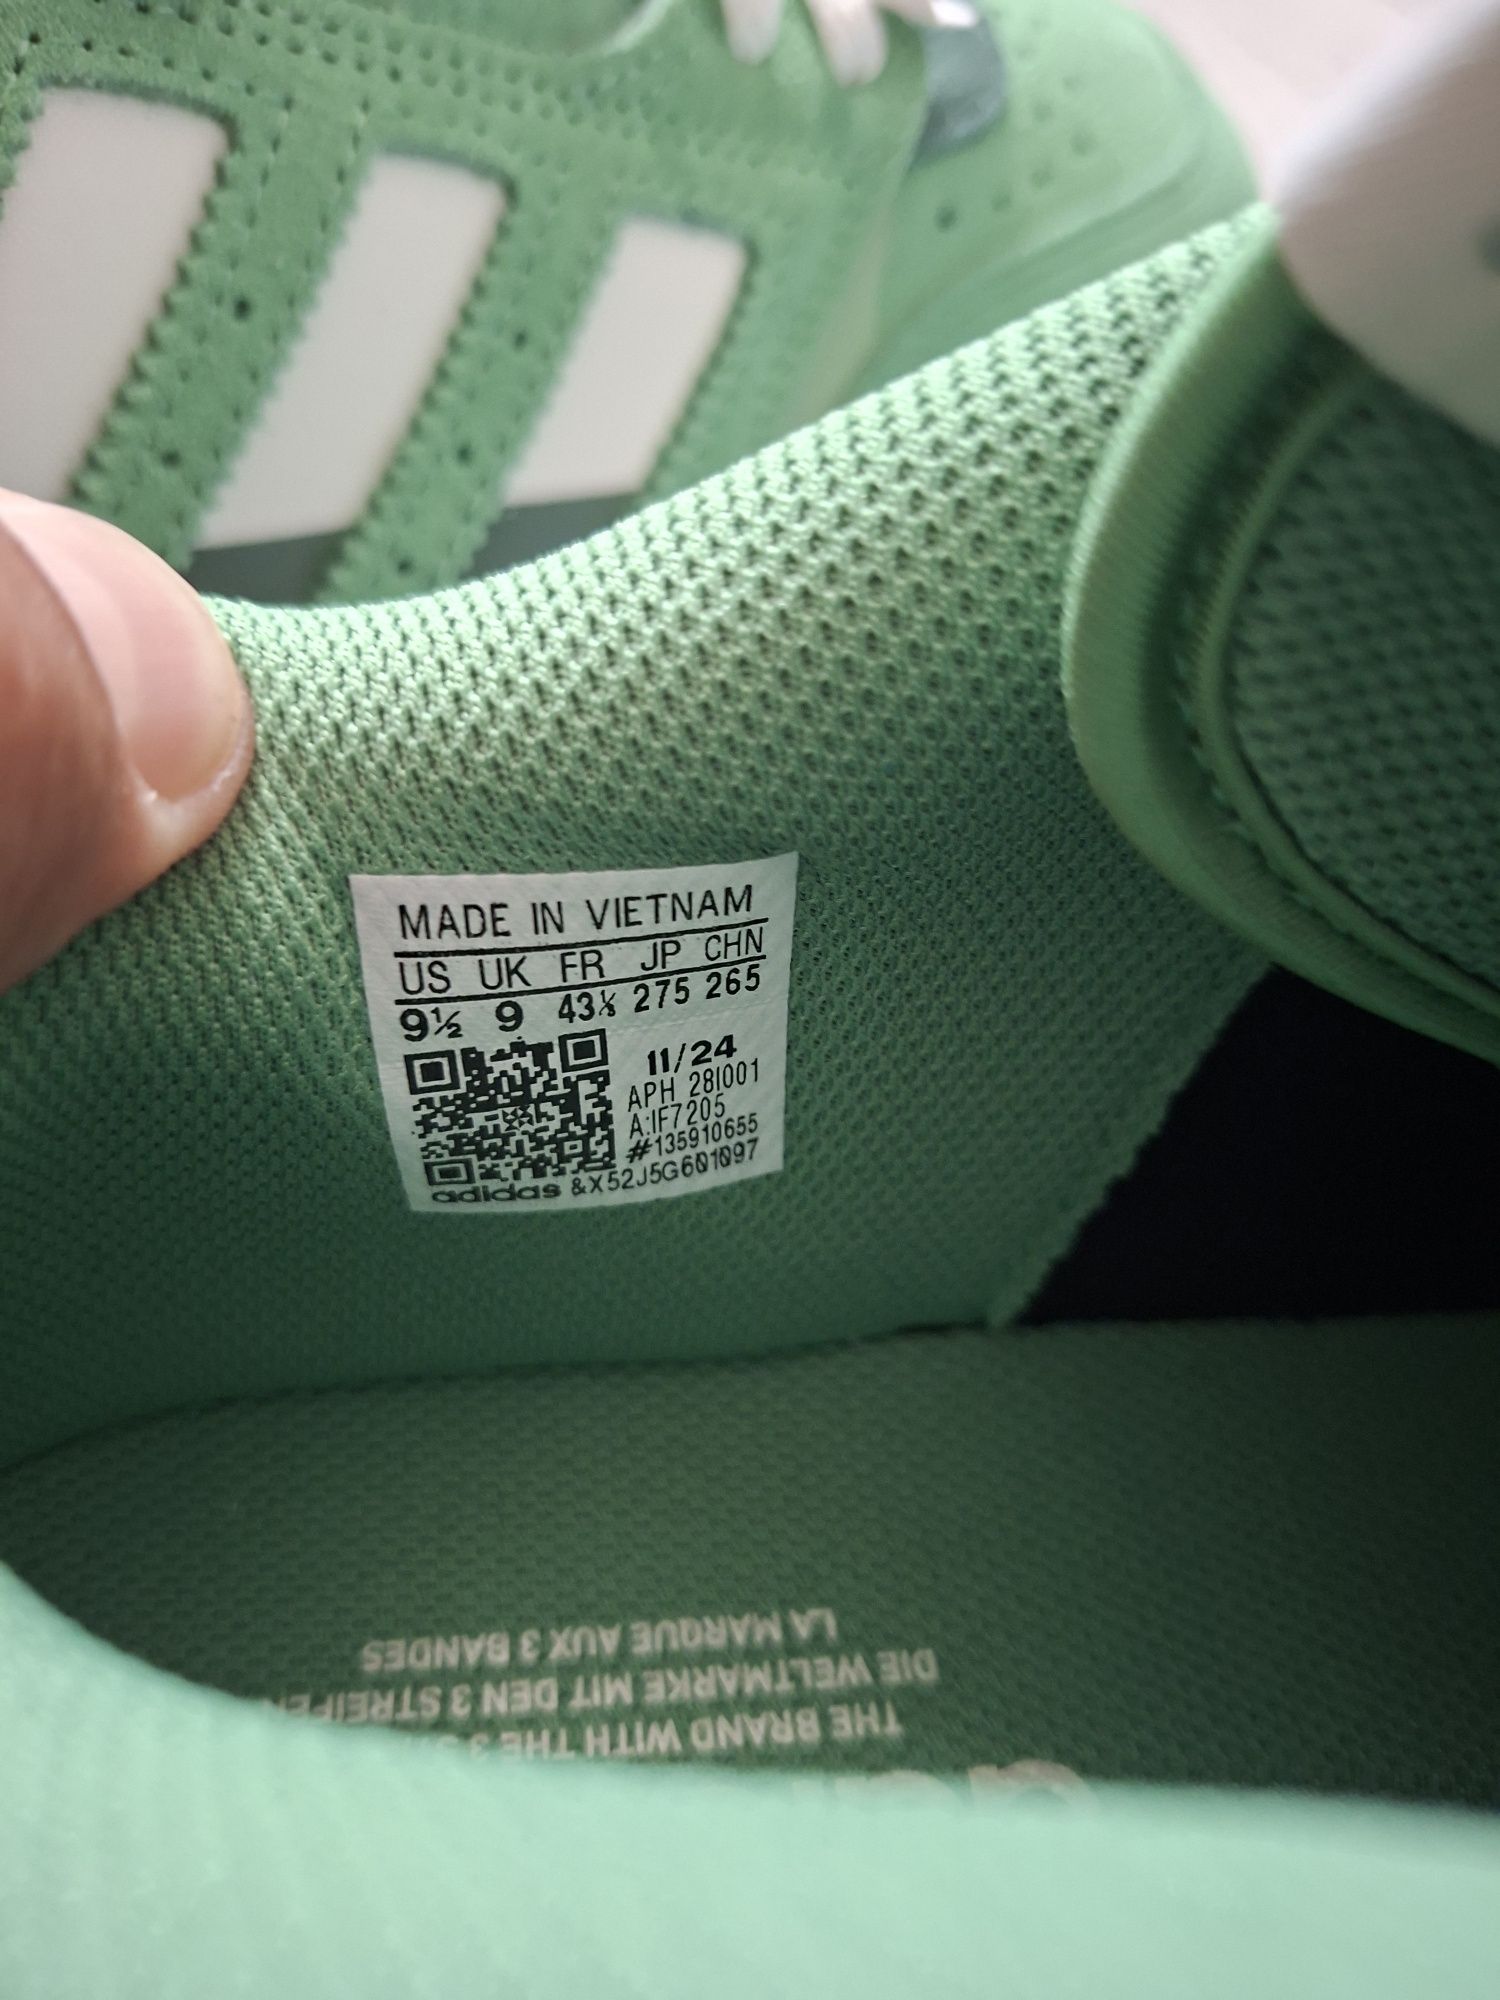 MADE IN VIETNAM
US UK FR JP CHN
9½ 9 43⅓ 275 265
11/24
APH 28I001
A:IF7205
#135910655
adidas &X52J5G601097
LA MARQUE AUX 3 BANDES
DIE WELTMARKE MIT DEN 3 STREIFEN
THE BRAND WITH THE 3